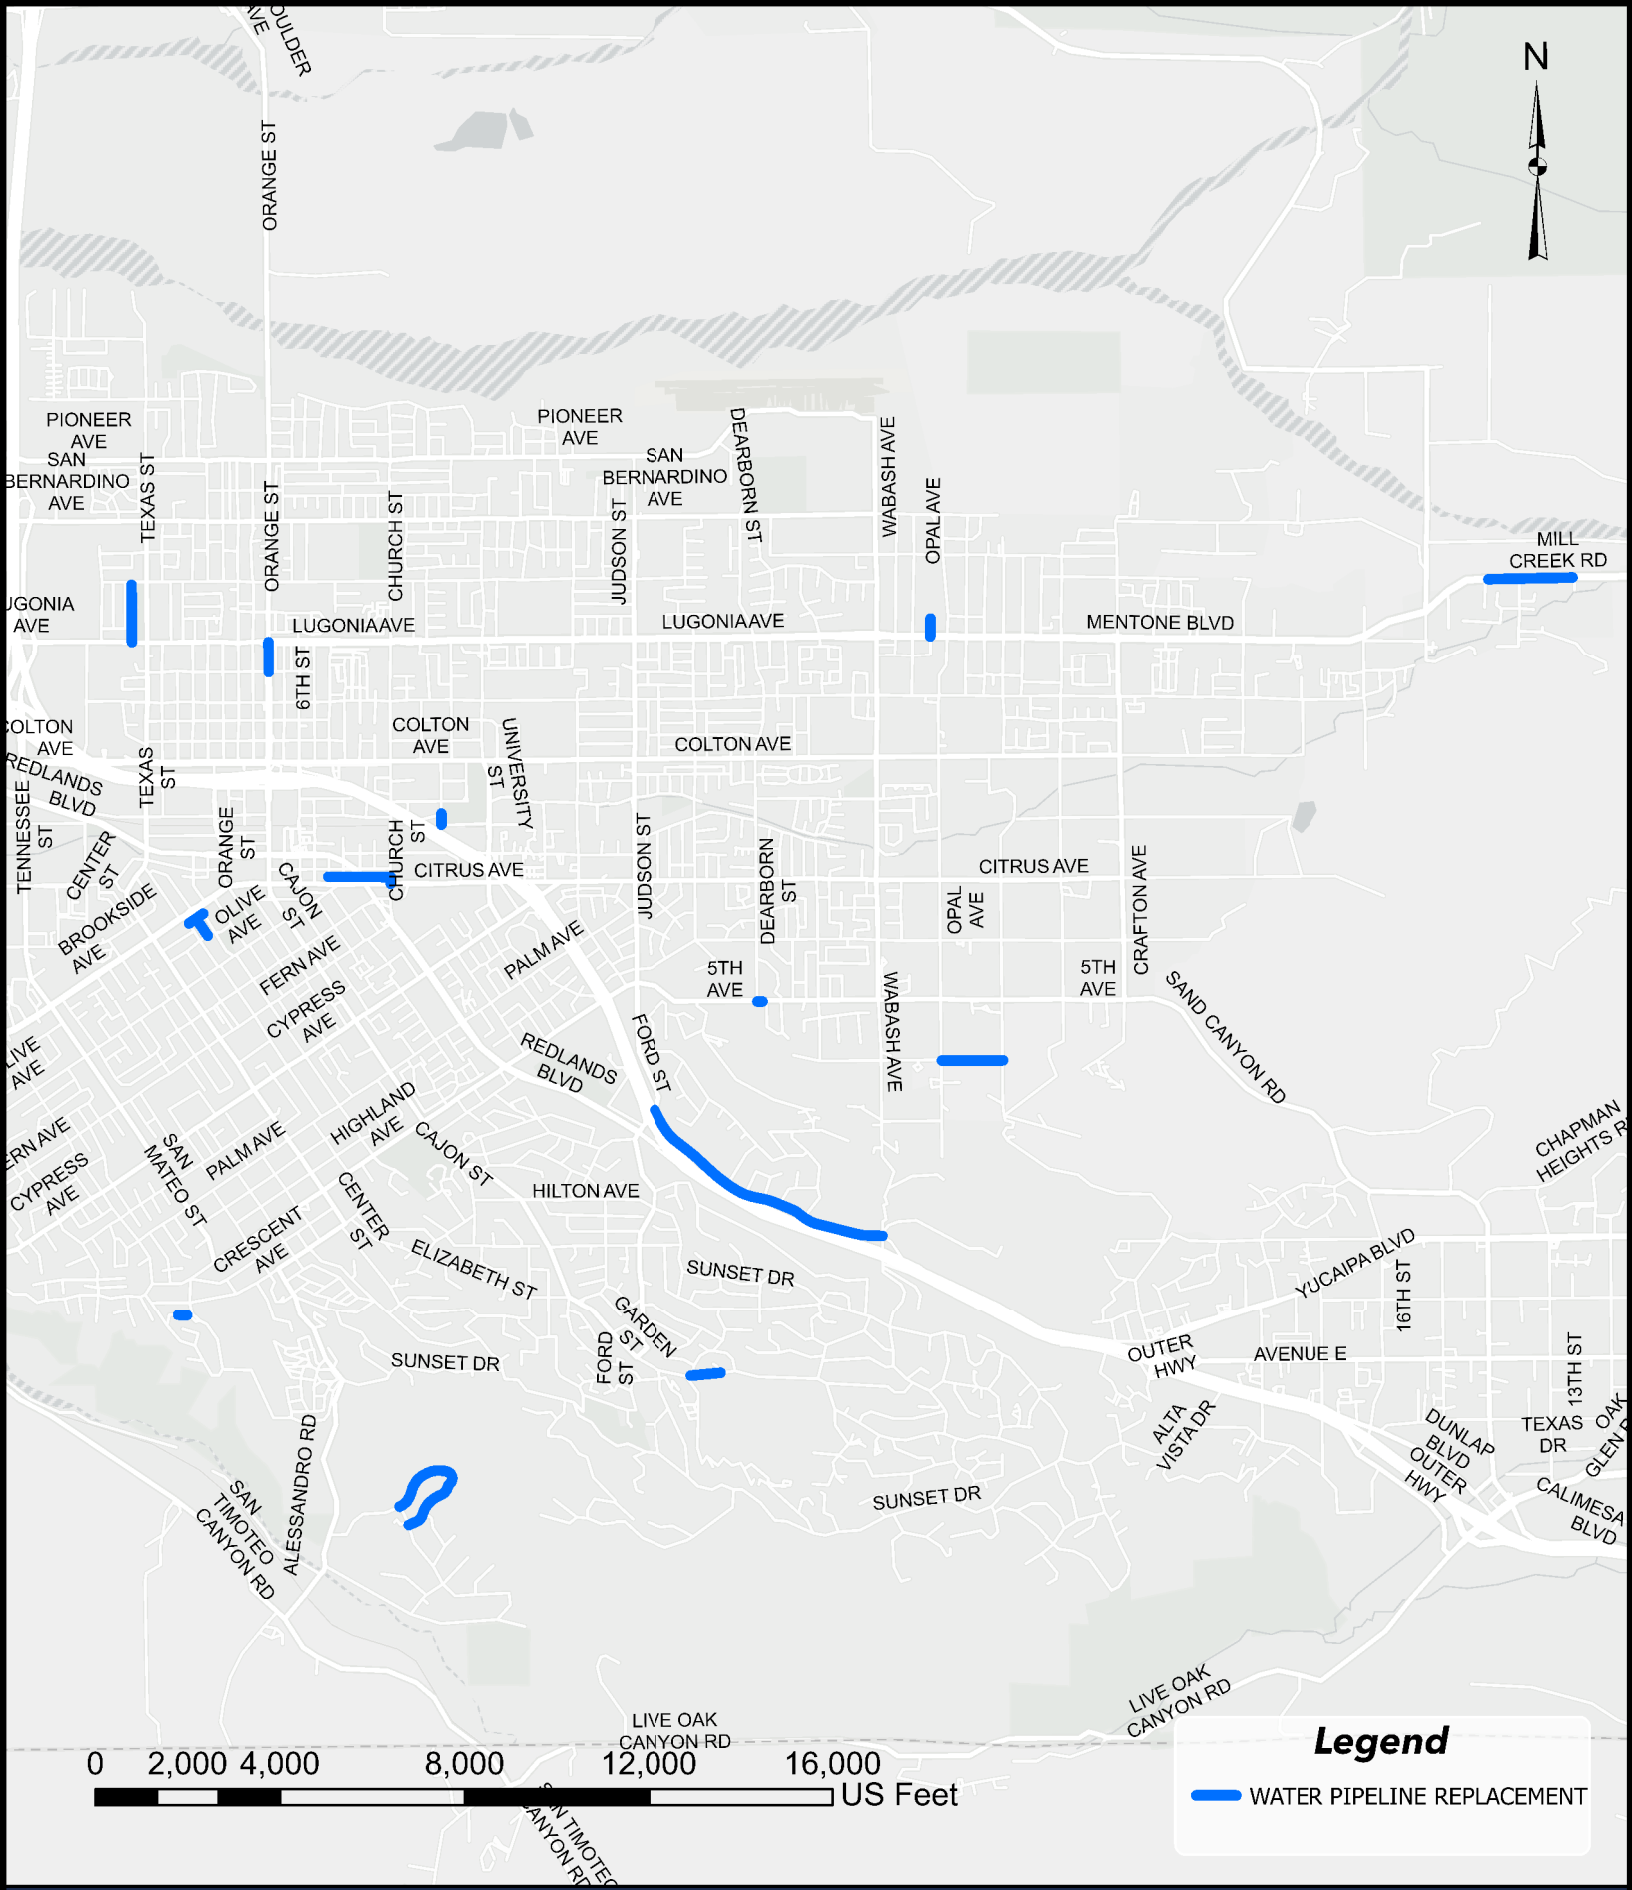 OULDER
AVE
N
ORANGE ST
PIONEER
AVE
SAN
BERNARDINO
AVE
TEXAS ST
ORANGE ST
CHURCH ST
PIONEER
AVE
SAN
BERNARDINO
AVE
JUDSON ST
DEARBORN ST
WABASH AVE
OPAL AVE
MILL
CREEK RD
UGONIA
AVE
LUGONIA AVE
LUGONIA AVE
MENTONE BLVD
6TH ST
COLTON
AVE
COLTON
AVE
COLTON AVE
UNIVERSITY
ST
REDLANDS
BLVD
TEXAS
ST
TENNESSEE
ST
CENTER
ST
ORANGE
ST
CAJON
ST
CHURCH
ST
CITRUS AVE
JUDSON ST
DEARBORN
ST
CITRUS AVE
OPAL
AVE
CRAFTON AVE
BROOKSIDE
AVE
OLIVE
AVE
FERN AVE
CYPRESS
AVE
PALM AVE
5TH
AVE
5TH
AVE
WABASH AVE
SAND CANYON RD
LIVE
AVE
REDLANDS
BLVD
FORD ST
ERN AVE
CYPRESS
AVE
SAN
MATEO ST
PALM AVE
HIGHLAND
AVE
CAJON ST
CHAPMAN
HEIGHTS R
HILTON AVE
CENTER
ST
CRESCENT
AVE
ELIZABETH ST
SUNSET DR
YUCAIPA BLVD
16TH ST
GARDEN
ST
FORD
ST
SUNSET DR
OUTER
HWY
AVENUE E
13TH ST
ALTA
VISTA DR
DUNLAP
BLVD
OUTER
HWY
TEXAS
DR
OAK
GLEN R
CALIMESA
BLVD
ALESSANDRO RD
SAN
TIMOTEO
CANYON RD
SUNSET DR
LIVE OAK
CANYON RD
LIVE OAK
CANYON RD
SAN TIMOTEO
CANYON RD
0 2,000 4,000 8,000 12,000 16,000
US Feet
Legend
WATER PIPELINE REPLACEMENT